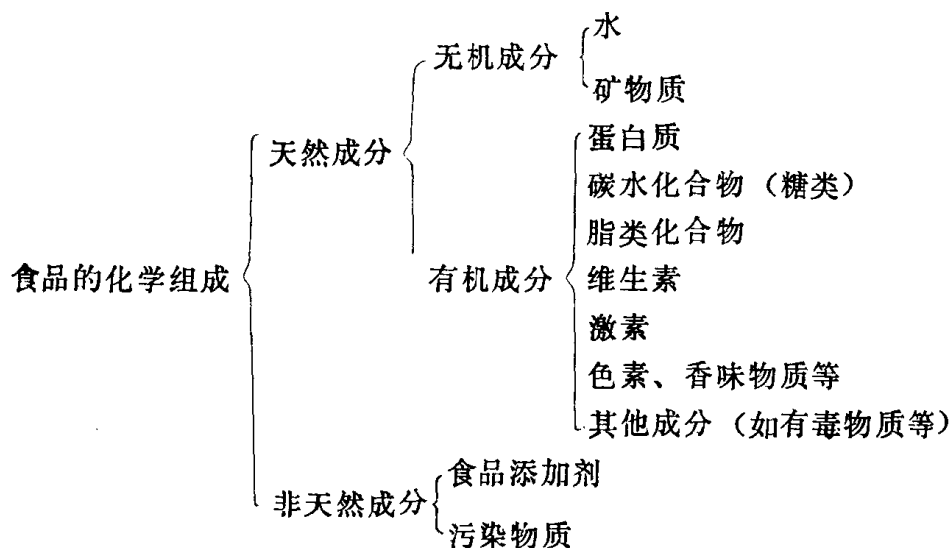 无机成分
水
矿物质
天然成分
蛋白质
碳水化合物（糖类）
脂类化合物
食品的化学组成
有机成分
维生素
激素
色素、香味物质等
其他成分（如有毒物质等）
食品添加剂
非天然成分
污染物质